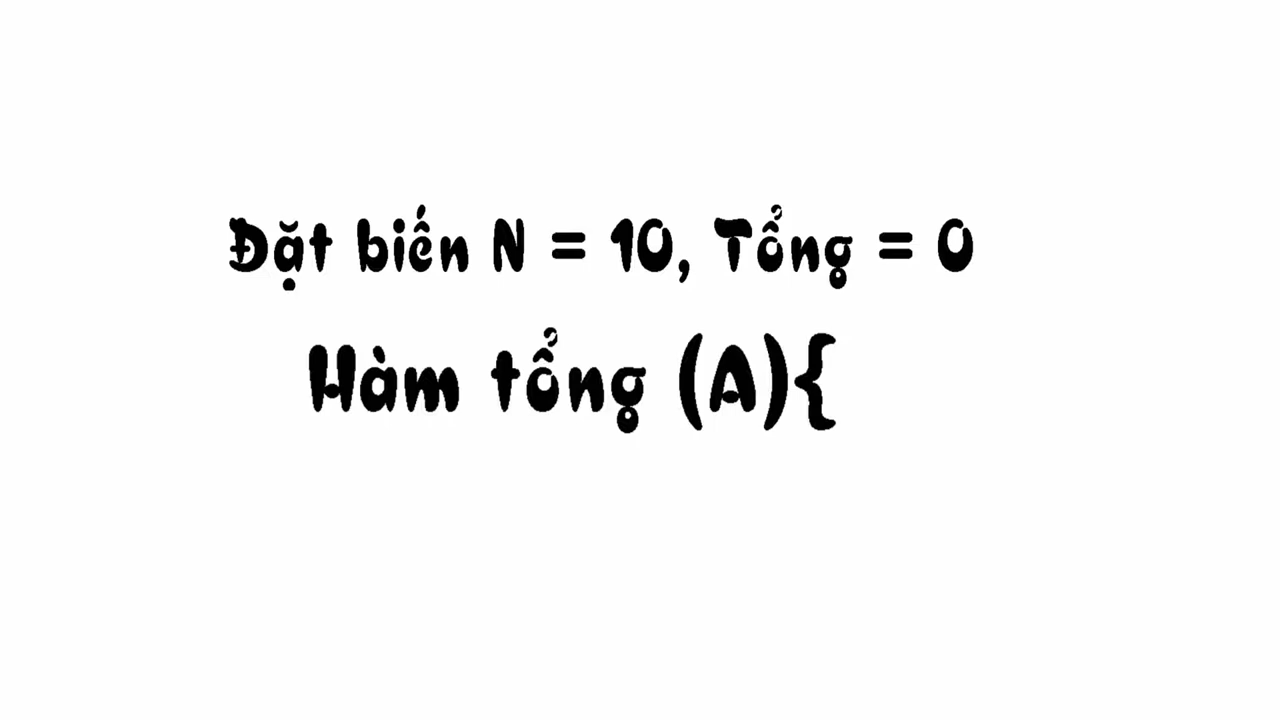 Đặt biến N = 10, Tổng = 0
Hàm tổng (A){